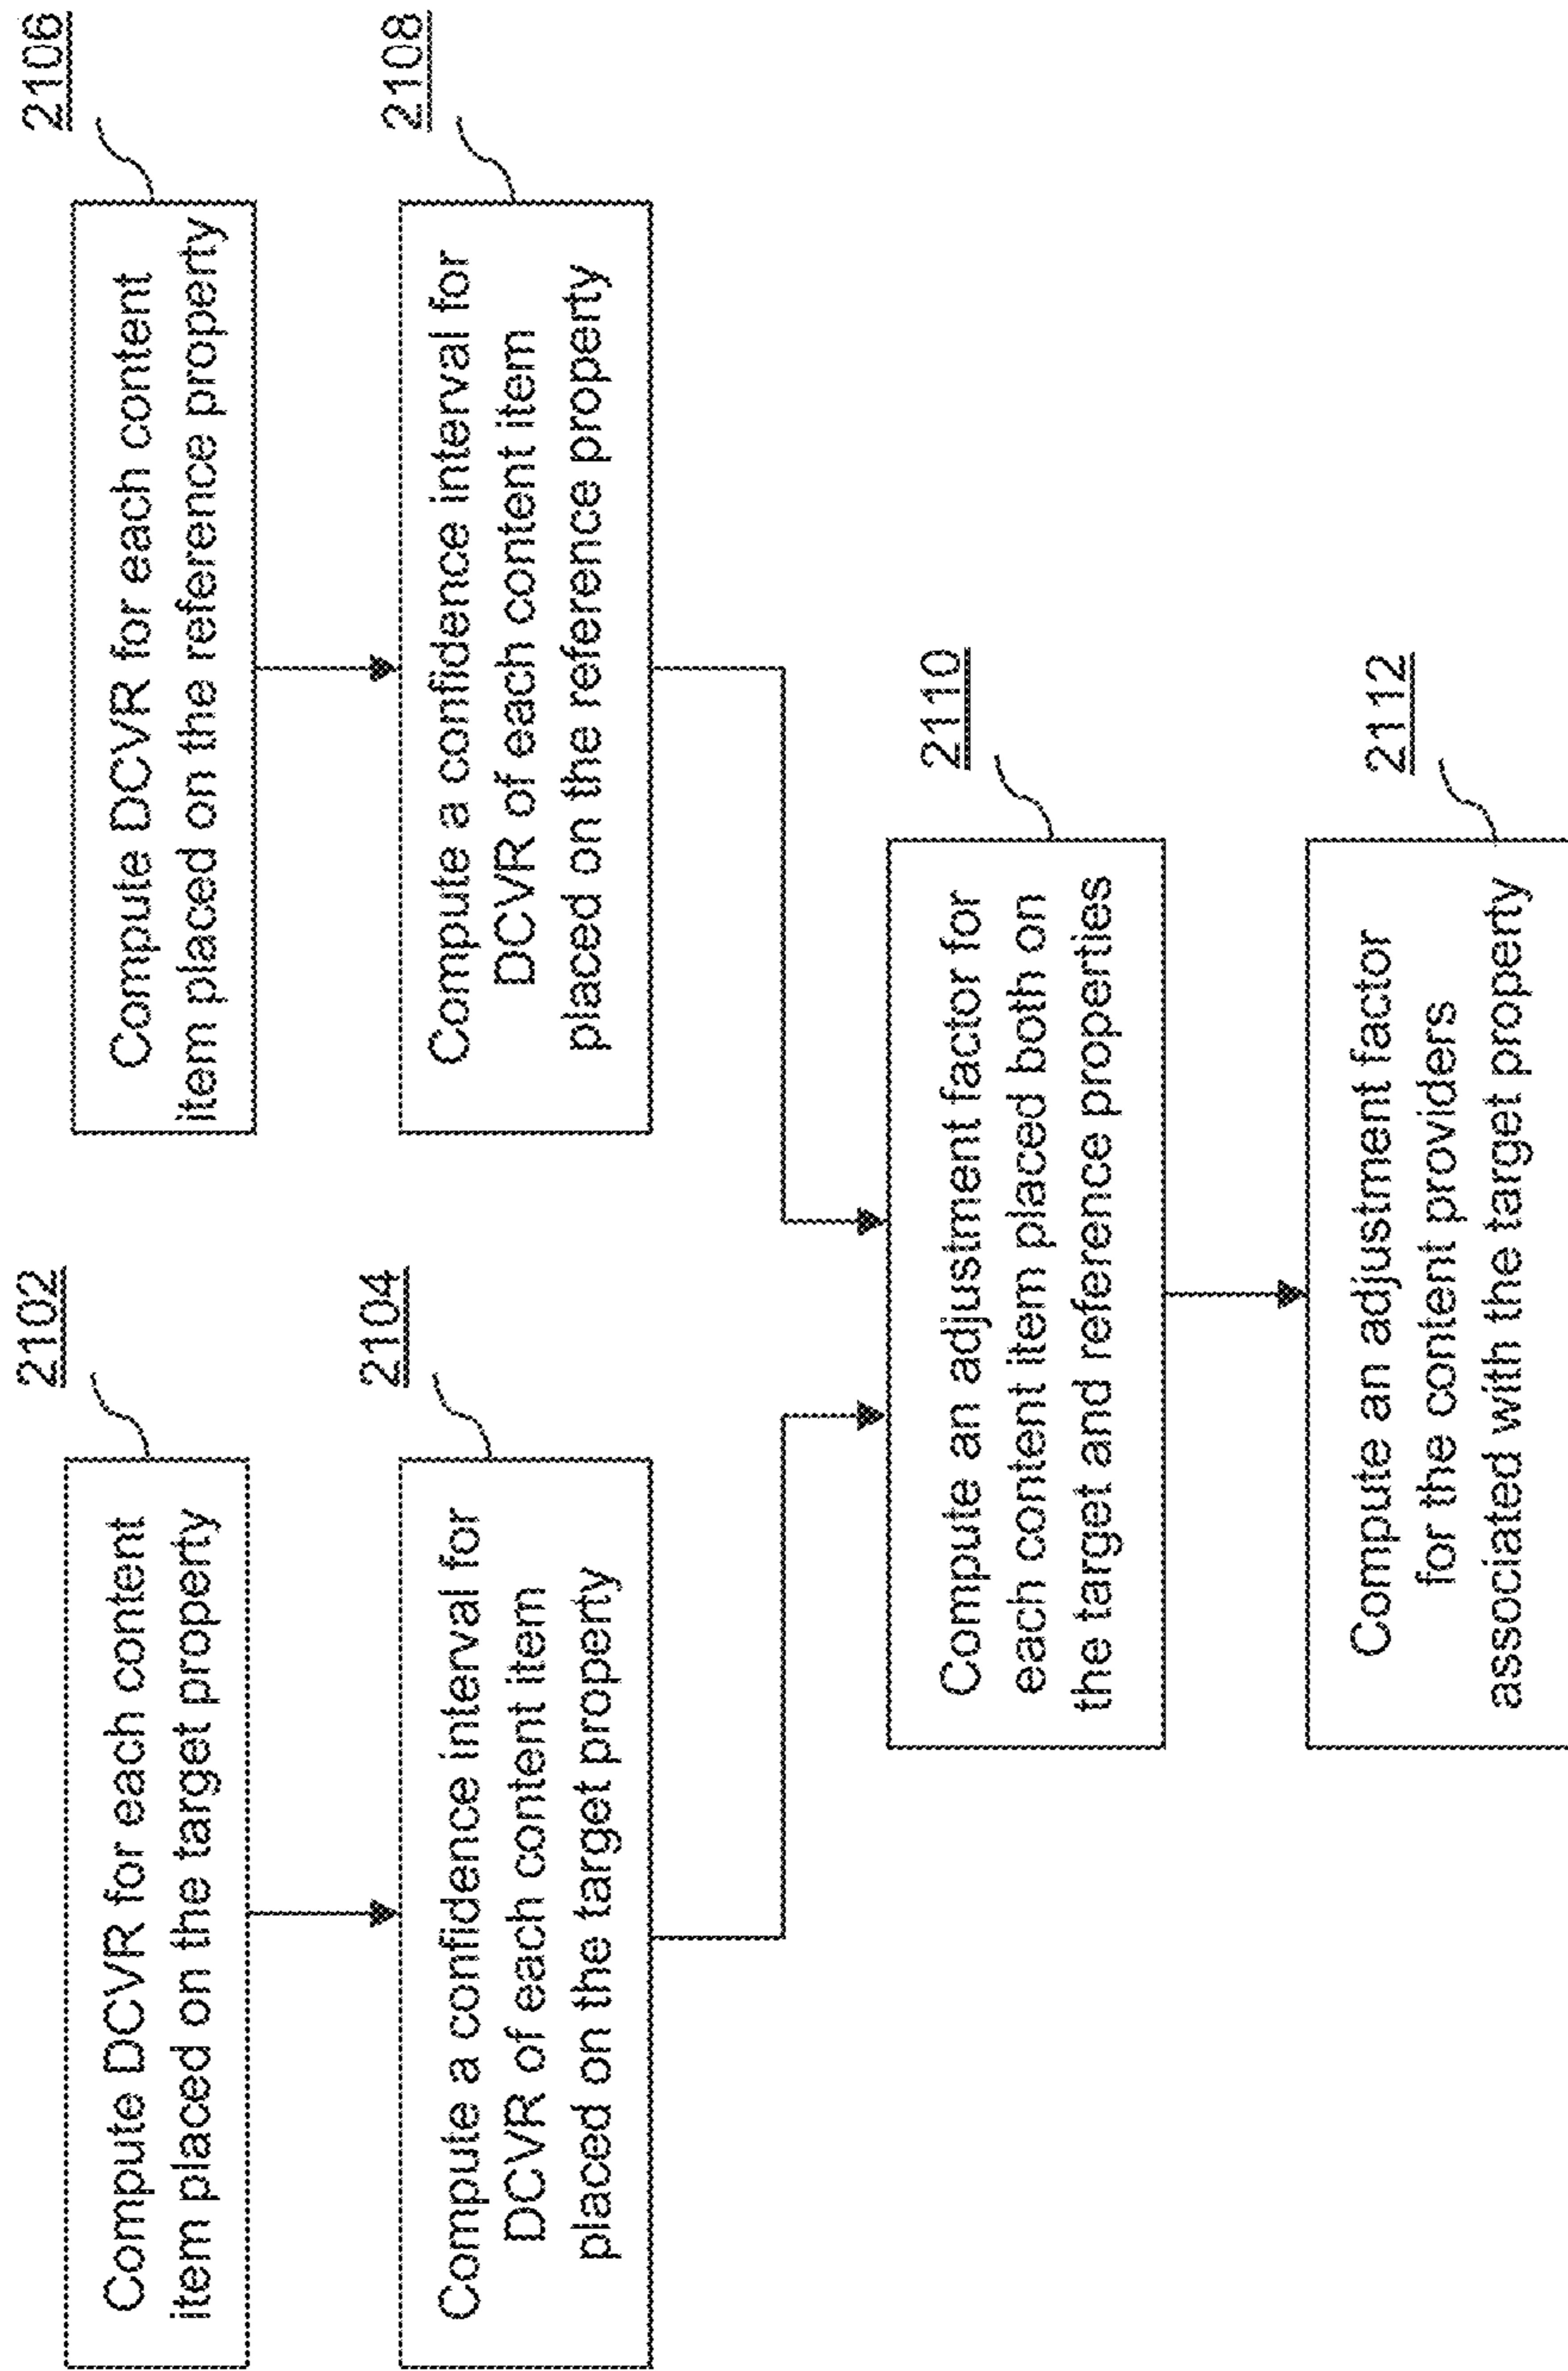 2102
Compute DCVR for each content
item placed on the target property
2104
Compute a confidence interval for
DCVR of each content item
placed on the target property
2106
Compute DCVR for each content
item placed on the reference property
2108
Compute a confidence interval for
DCVR of each content item
placed on the reference property
2110
Compute an adjustment factor for
each content item placed both on
the target and reference properties
2112
Compute an adjustment factor
for the content providers
associated with the target property